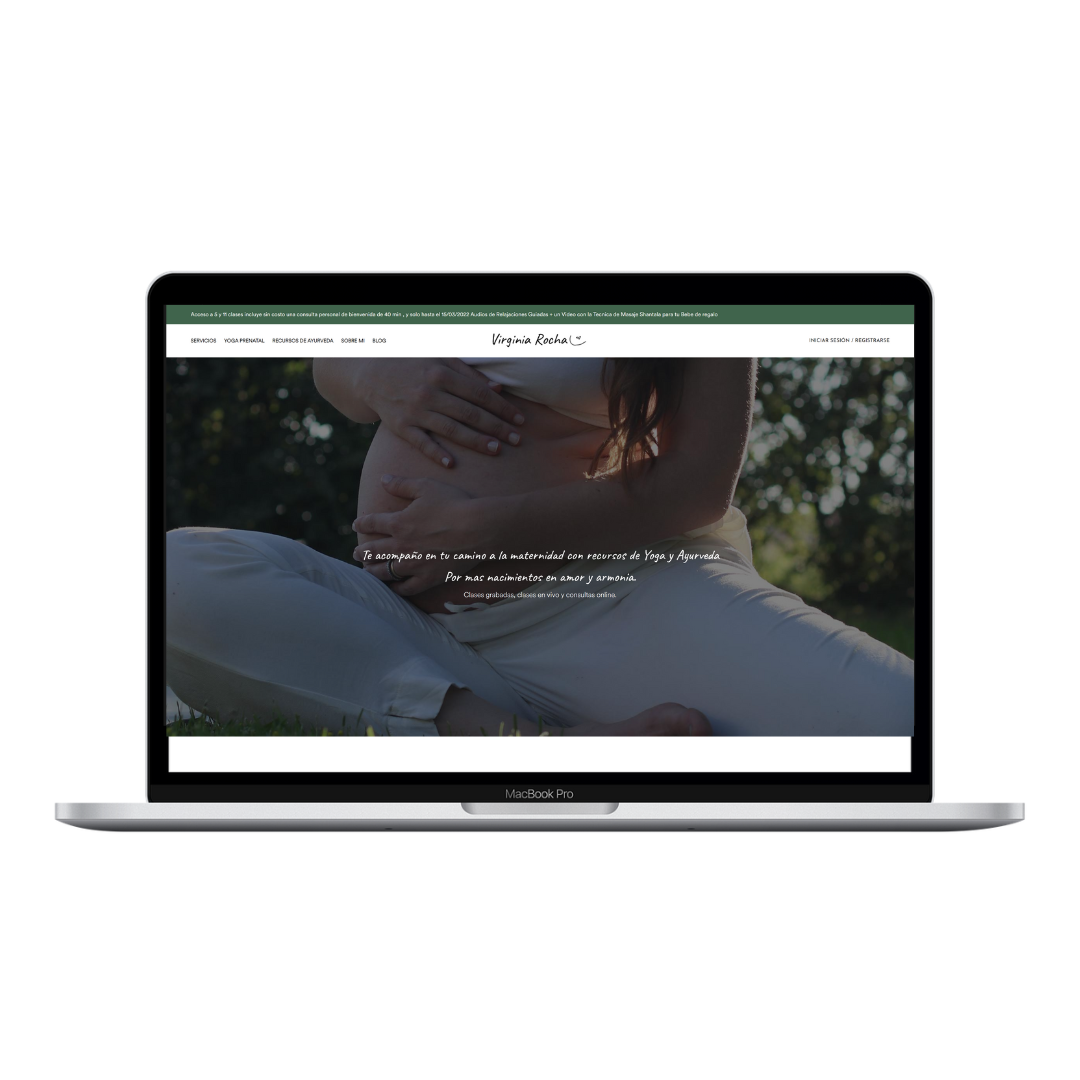 Acceso a 5 y 11 clases incluye sin costo una consulta personal de bienvenida de 40 min , y solo hasta el 15/03/2022 Audios de Relajaciones Guiadas + un Video con la Tecnica de Masaje Shantala para tu Bebe de regalo
SERVICIOS YOGA PRENATAL RECURSOS DE AYURVEDA SOBRE MI BLOG Virginia Rocha INICIAR SESIÓN / REGISTRARSE
Te acompaño en tu camino a la maternidad con recursos de Yoga y Ayurveda
Por mas nacimientos en amor y armonia.
Clases grabadas, clases en vivo y consultas online.
MacBook Pro